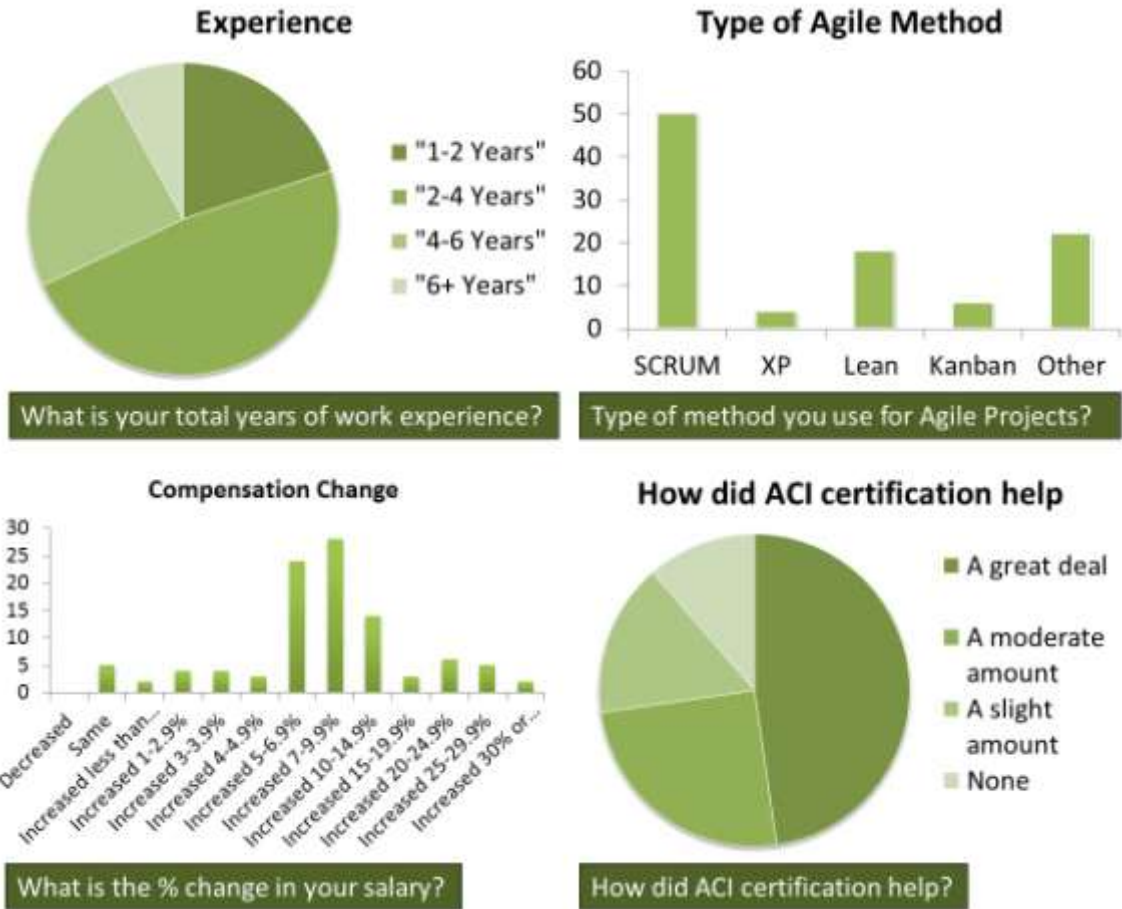 Experience
"1-2 Years"
"2-4 Years"
"4-6 Years"
"6+ Years"
What is your total years of work experience?
Type of Agile Method
60
50
40
30
20
10
0
SCRUM
XP
Lean
Kanban
Other
Type of method you use for Agile Projects?
Compensation Change
30
25
20
15
10
5
0
Decreased
Same
Increased less than...
Increased 1-2.9%
Increased 3-3.9%
Increased 4-4.9%
Increased 5-6.9%
Increased 7-9.9%
Increased 10-14.9%
Increased 15-19.9%
Increased 20-24.9%
Increased 25-29.9%
Increased 30% or...
What is the % change in your salary?
How did ACI certification help
A great deal
A moderate
amount
A slight
amount
None
How did ACI certification help?